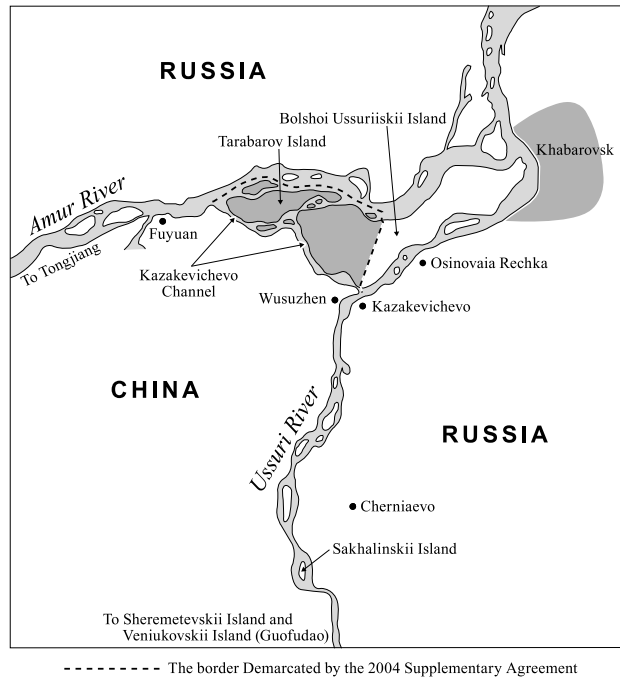 RUSSIA
Bolshoi Ussuriiskii Island
Tarabarov Island
Khabarovsk
Amur River
Fuyuan
To Tongjiang
Kazakevichevo
Channel
Osinovaia Rechka
Wusuzhen
Kazakevichevo
CHINA
Ussuri River
RUSSIA
Cherniaevo
Sakhalinskii Island
To Sheremetevskii Island and
Veniukovskii Island (Guofudao)
The border Demarcated by the 2004 Supplementary Agreement